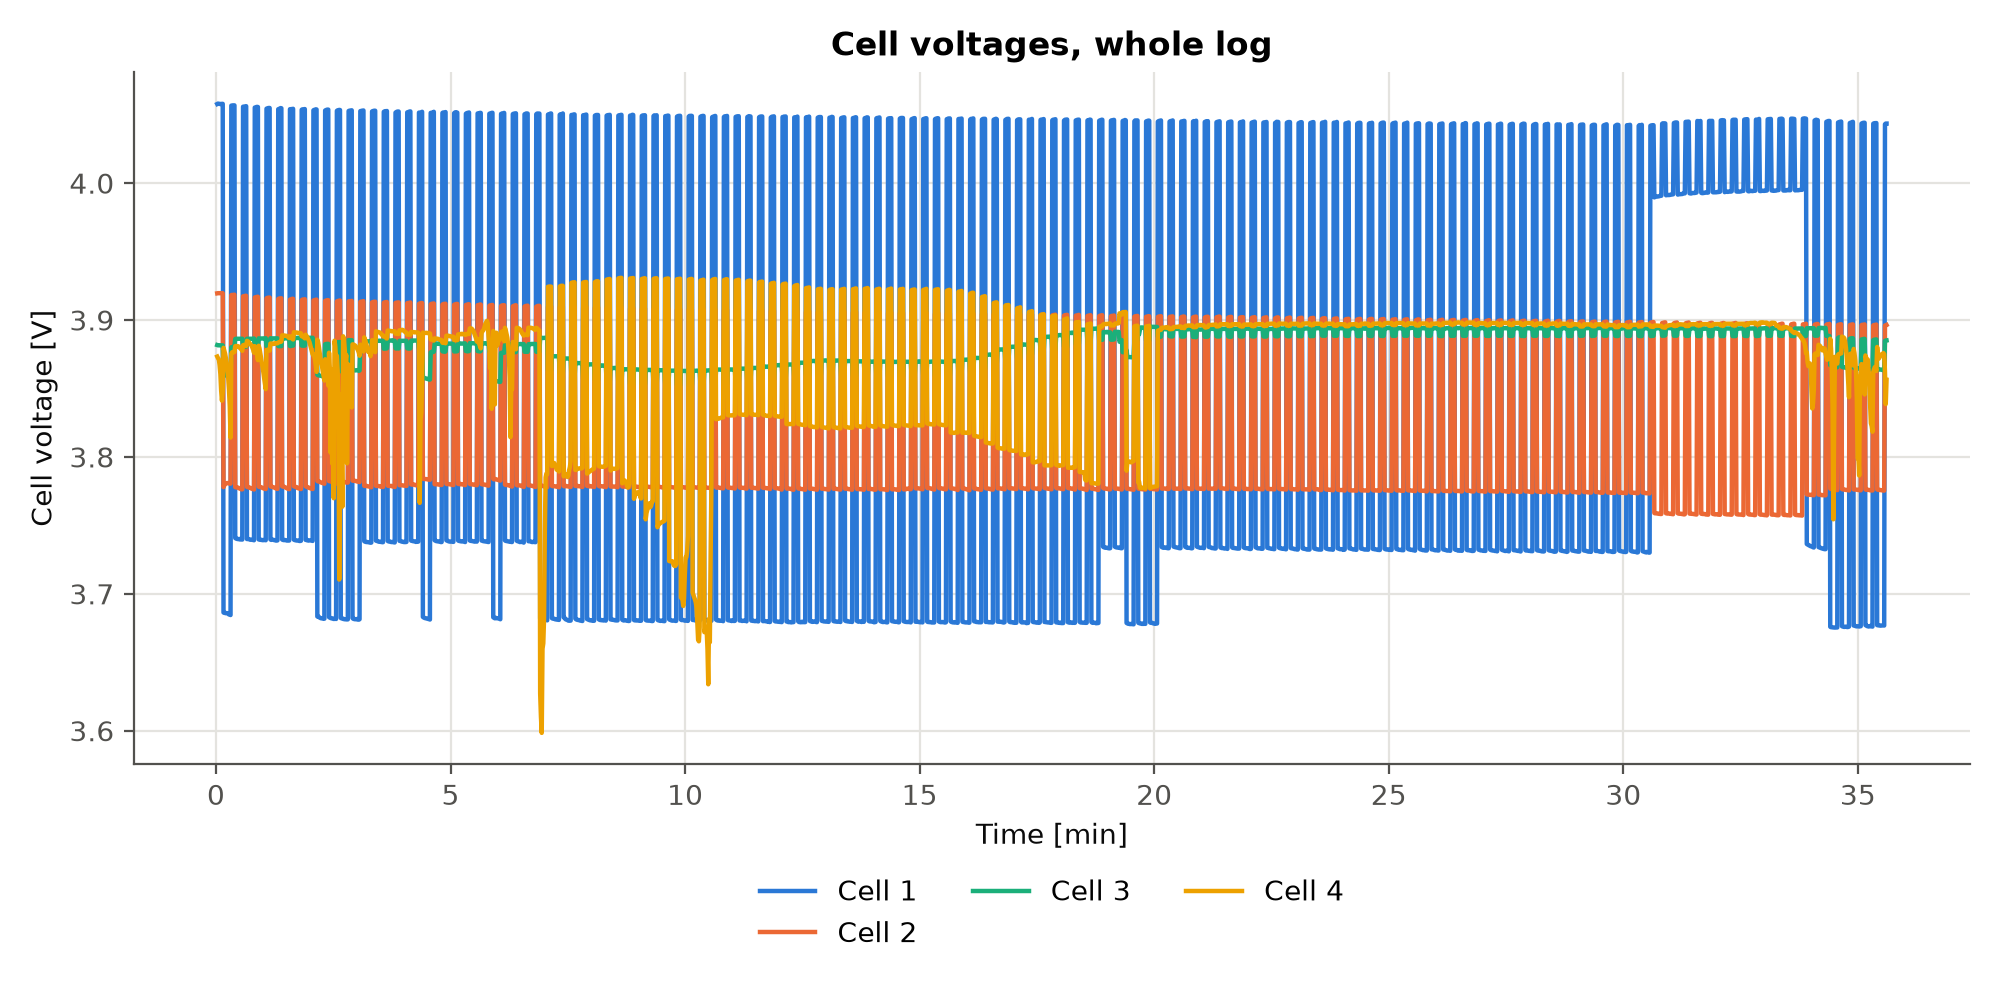 Cell voltages, whole log
Cell voltage [V]
4.0
3.9
3.8
3.7
3.6
0 5 10 15 20 25 30 35
Time [min]
Cell 1 Cell 3 Cell 4
Cell 2